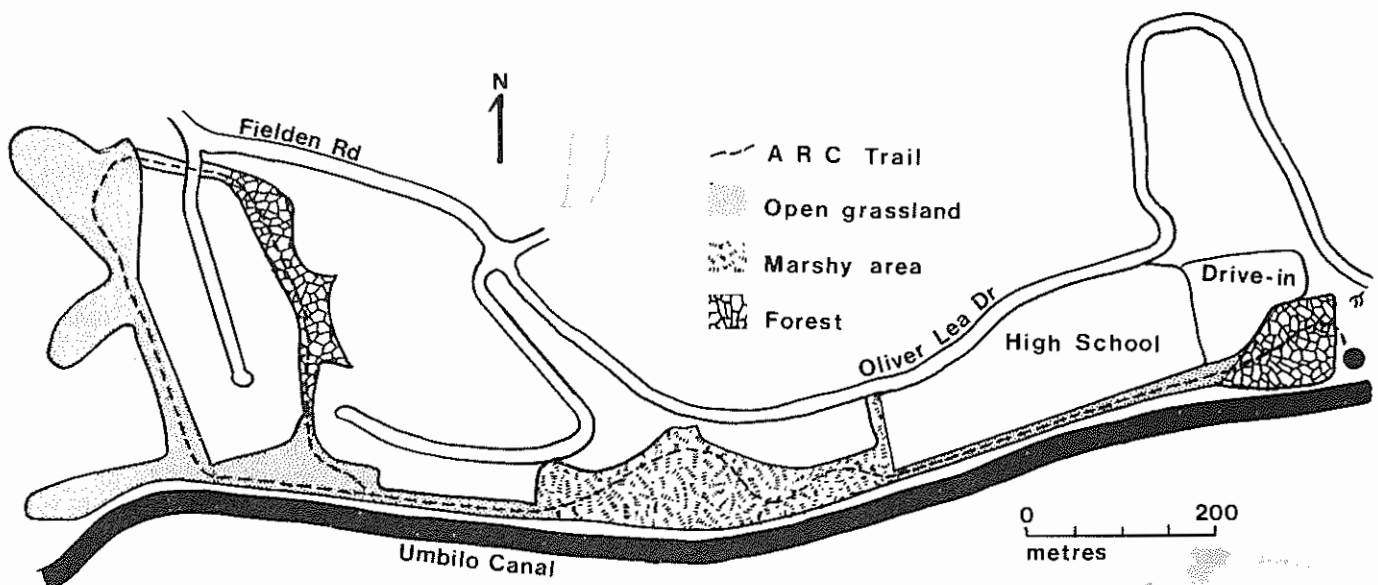 N
Fielden Rd
A R C Trail
Open grassland
Marshy area
Forest
Oliver Lea Dr
Drive-in
High School
0 200
metres
Umbilo Canal